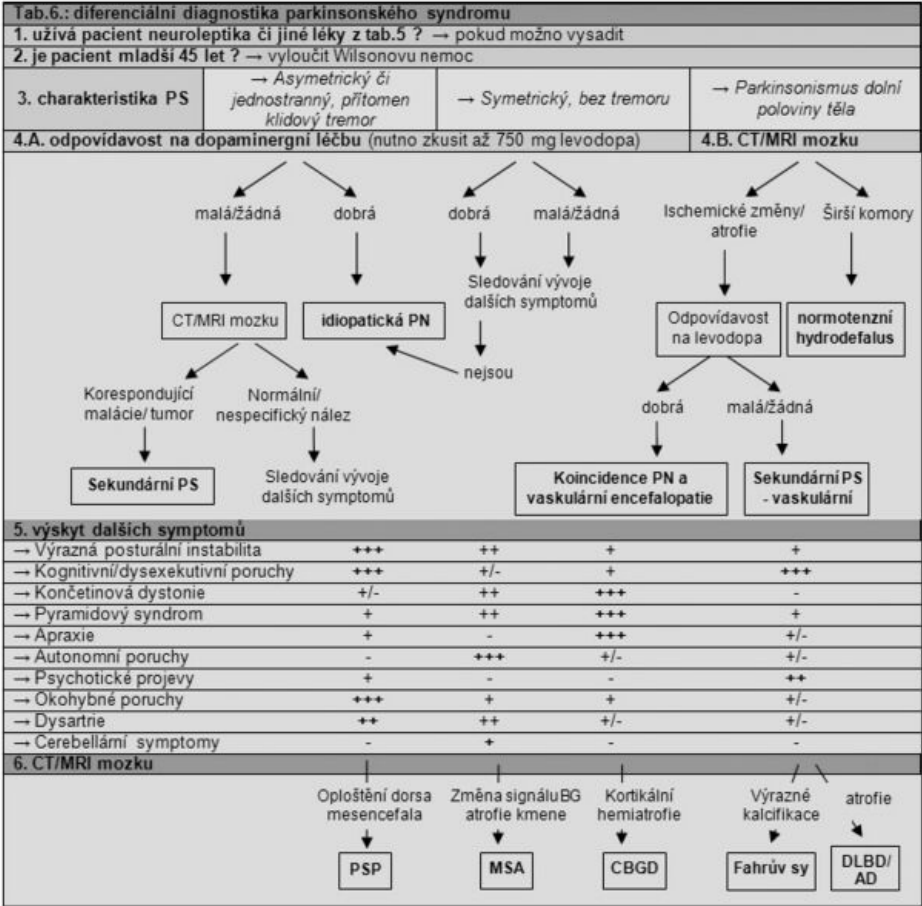 Tab.6.: diferenciální diagnostika parkinsonského syndromu
1. užívá pacient neuroleptika či jiné léky z tab.5 ? → pokud možno vysadit
2. je pacient mladší 45 let ? → vyloučit Wilsonovu nemoc
3. charakteristika PS
→ Asymetrický či
jednostranný, přítomen
klidový tremor
→ Symetrický, bez tremoru
→ Parkinsonismus dolní
poloviny těla
4.A. odpovídavost na dopaminergní léčbu (nutno zkusit až 750 mg levodopa)
4.B. CT/MRI mozku
malá/žádná
dobrá
dobrá
malá/žádná
Ischemické změny/
atrofie
Širší komory
CT/MRI mozku
idiopatická PN
Sledování vývoje
dalších symptomů
Odpovídavost
na levodopa
normotenzní
hydrodefalus
nejsou
Korespondující
malácie/ tumor
Normální/
nespecifický nález
dobrá
malá/žádná
Sekundární PS
Sledování vývoje
dalších symptomů
Koincidence PN a
vaskulární encefalopatie
Sekundární PS
- vaskulární
5. výskyt dalších symptomů
→ Výrazná posturální instabilita +++ ++ + +
→ Kognitivní/dysexekutivní poruchy +++ +/- + +++
→ Končetinová dystonie +/- ++ +++ -
→ Pyramidový syndrom + ++ +++ +
→ Apraxie + - +++ +/-
→ Autonomní poruchy - +++ +/- +/-
→ Psychotické projevy + - - ++
→ Okohybné poruchy +++ + + +/-
→ Dysartrie ++ ++ +/- +/-
→ Cerebellární symptomy - + - -
6. CT/MRI mozku
Oploštění dorsa
mesencefala
Změna signálu BG
atrofie kmene
Kortikální
hemiatrofie
Výrazné
kalcifikace
atrofie
PSP
MSA
CBGD
Fahrův sy
DLBD/
AD